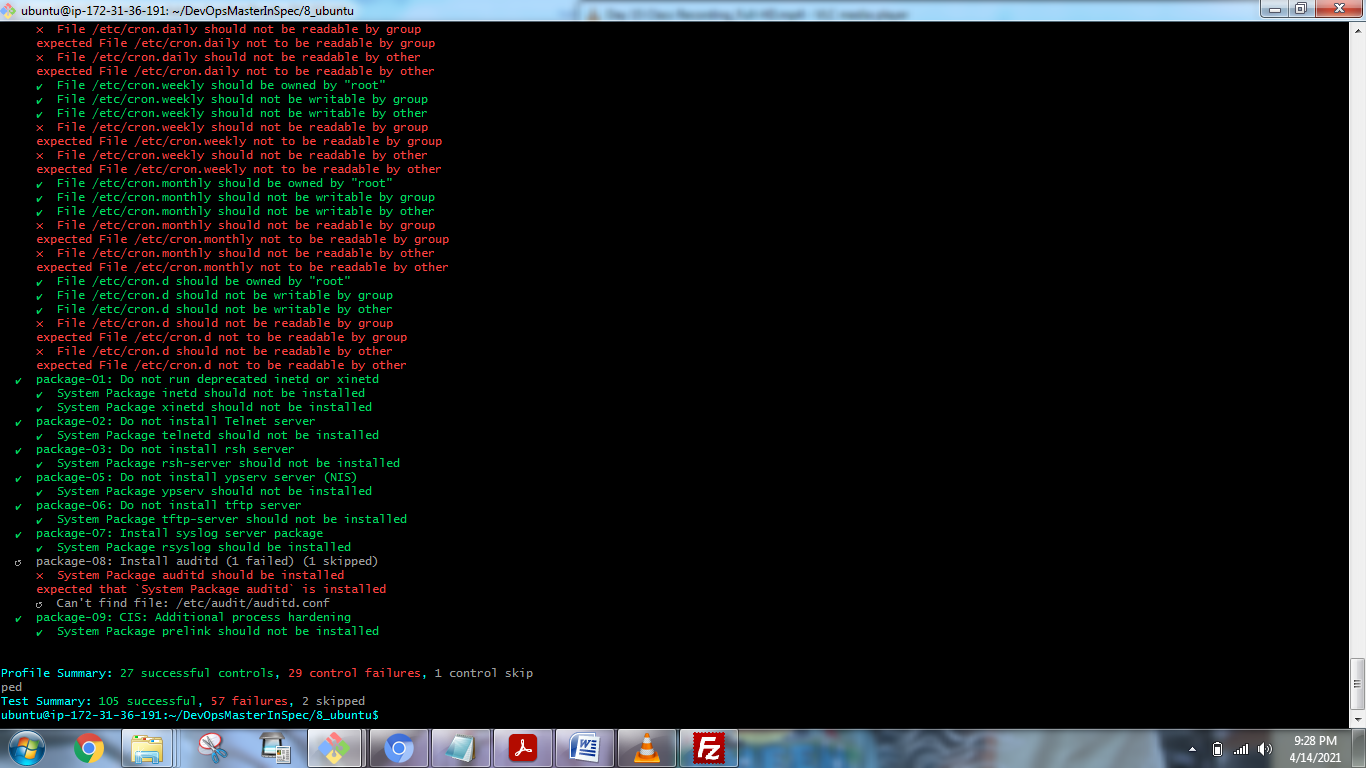 ubuntu@ip-172-31-36-191: ~/DevOpsMasterInSpec/8_ubuntu
× File /etc/cron.daily should not be readable by group
expected File /etc/cron.daily not to be readable by group
× File /etc/cron.daily should not be readable by other
expected File /etc/cron.daily not to be readable by other
✔ File /etc/cron.weekly should be owned by "root"
✔ File /etc/cron.weekly should not be writable by group
✔ File /etc/cron.weekly should not be writable by other
× File /etc/cron.weekly should not be readable by group
expected File /etc/cron.weekly not to be readable by group
× File /etc/cron.weekly should not be readable by other
expected File /etc/cron.weekly not to be readable by other
✔ File /etc/cron.monthly should be owned by "root"
✔ File /etc/cron.monthly should not be writable by group
✔ File /etc/cron.monthly should not be writable by other
× File /etc/cron.monthly should not be readable by group
expected File /etc/cron.monthly not to be readable by group
× File /etc/cron.monthly should not be readable by other
expected File /etc/cron.monthly not to be readable by other
✔ File /etc/cron.d should be owned by "root"
✔ File /etc/cron.d should not be writable by group
✔ File /etc/cron.d should not be writable by other
× File /etc/cron.d should not be readable by group
expected File /etc/cron.d not to be readable by group
× File /etc/cron.d should not be readable by other
expected File /etc/cron.d not to be readable by other
✔ package-01: Do not run deprecated inetd or xinetd
✔ System Package inetd should not be installed
✔ System Package xinetd should not be installed
✔ package-02: Do not install Telnet server
✔ System Package telnetd should not be installed
✔ package-03: Do not install rsh server
✔ System Package rsh-server should not be installed
✔ package-05: Do not install ypserv server (NIS)
✔ System Package ypserv should not be installed
✔ package-06: Do not install tftp server
✔ System Package tftp-server should not be installed
✔ package-07: Install syslog server package
✔ System Package rsyslog should be installed
↺ package-08: Install auditd (1 failed) (1 skipped)
× System Package auditd should be installed
expected that `System Package auditd` is installed
↺ Can't find file: /etc/audit/auditd.conf
✔ package-09: CIS: Additional process hardening
✔ System Package prelink should not be installed
Profile Summary: 27 successful controls, 29 control failures, 1 control skip
ped
Test Summary: 105 successful, 57 failures, 2 skipped
ubuntu@ip-172-31-36-191:~/DevOpsMasterInSpec/8_ubuntu$
9:28 PM
4/14/2021